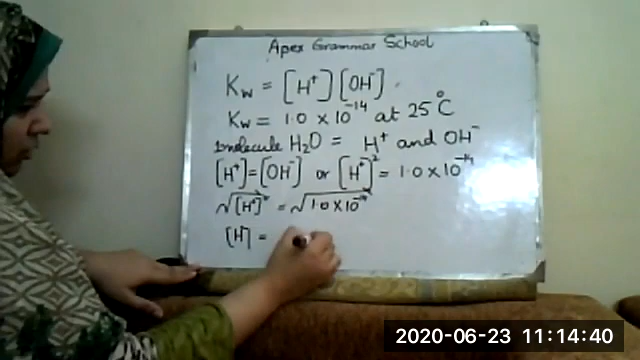 Apex Grammar School
Kw = [H⁺][OH⁻]
Kw = 1.0 × 10⁻¹⁴ at 25°C
1molecule H₂O = H⁺ and OH⁻
[H⁺] = [OH⁻] or [H⁺]² = 1.0 × 10⁻¹⁴
√[H⁺]² = √1.0 × 10⁻¹⁴
[H] =
2020-06-23 11:14:40